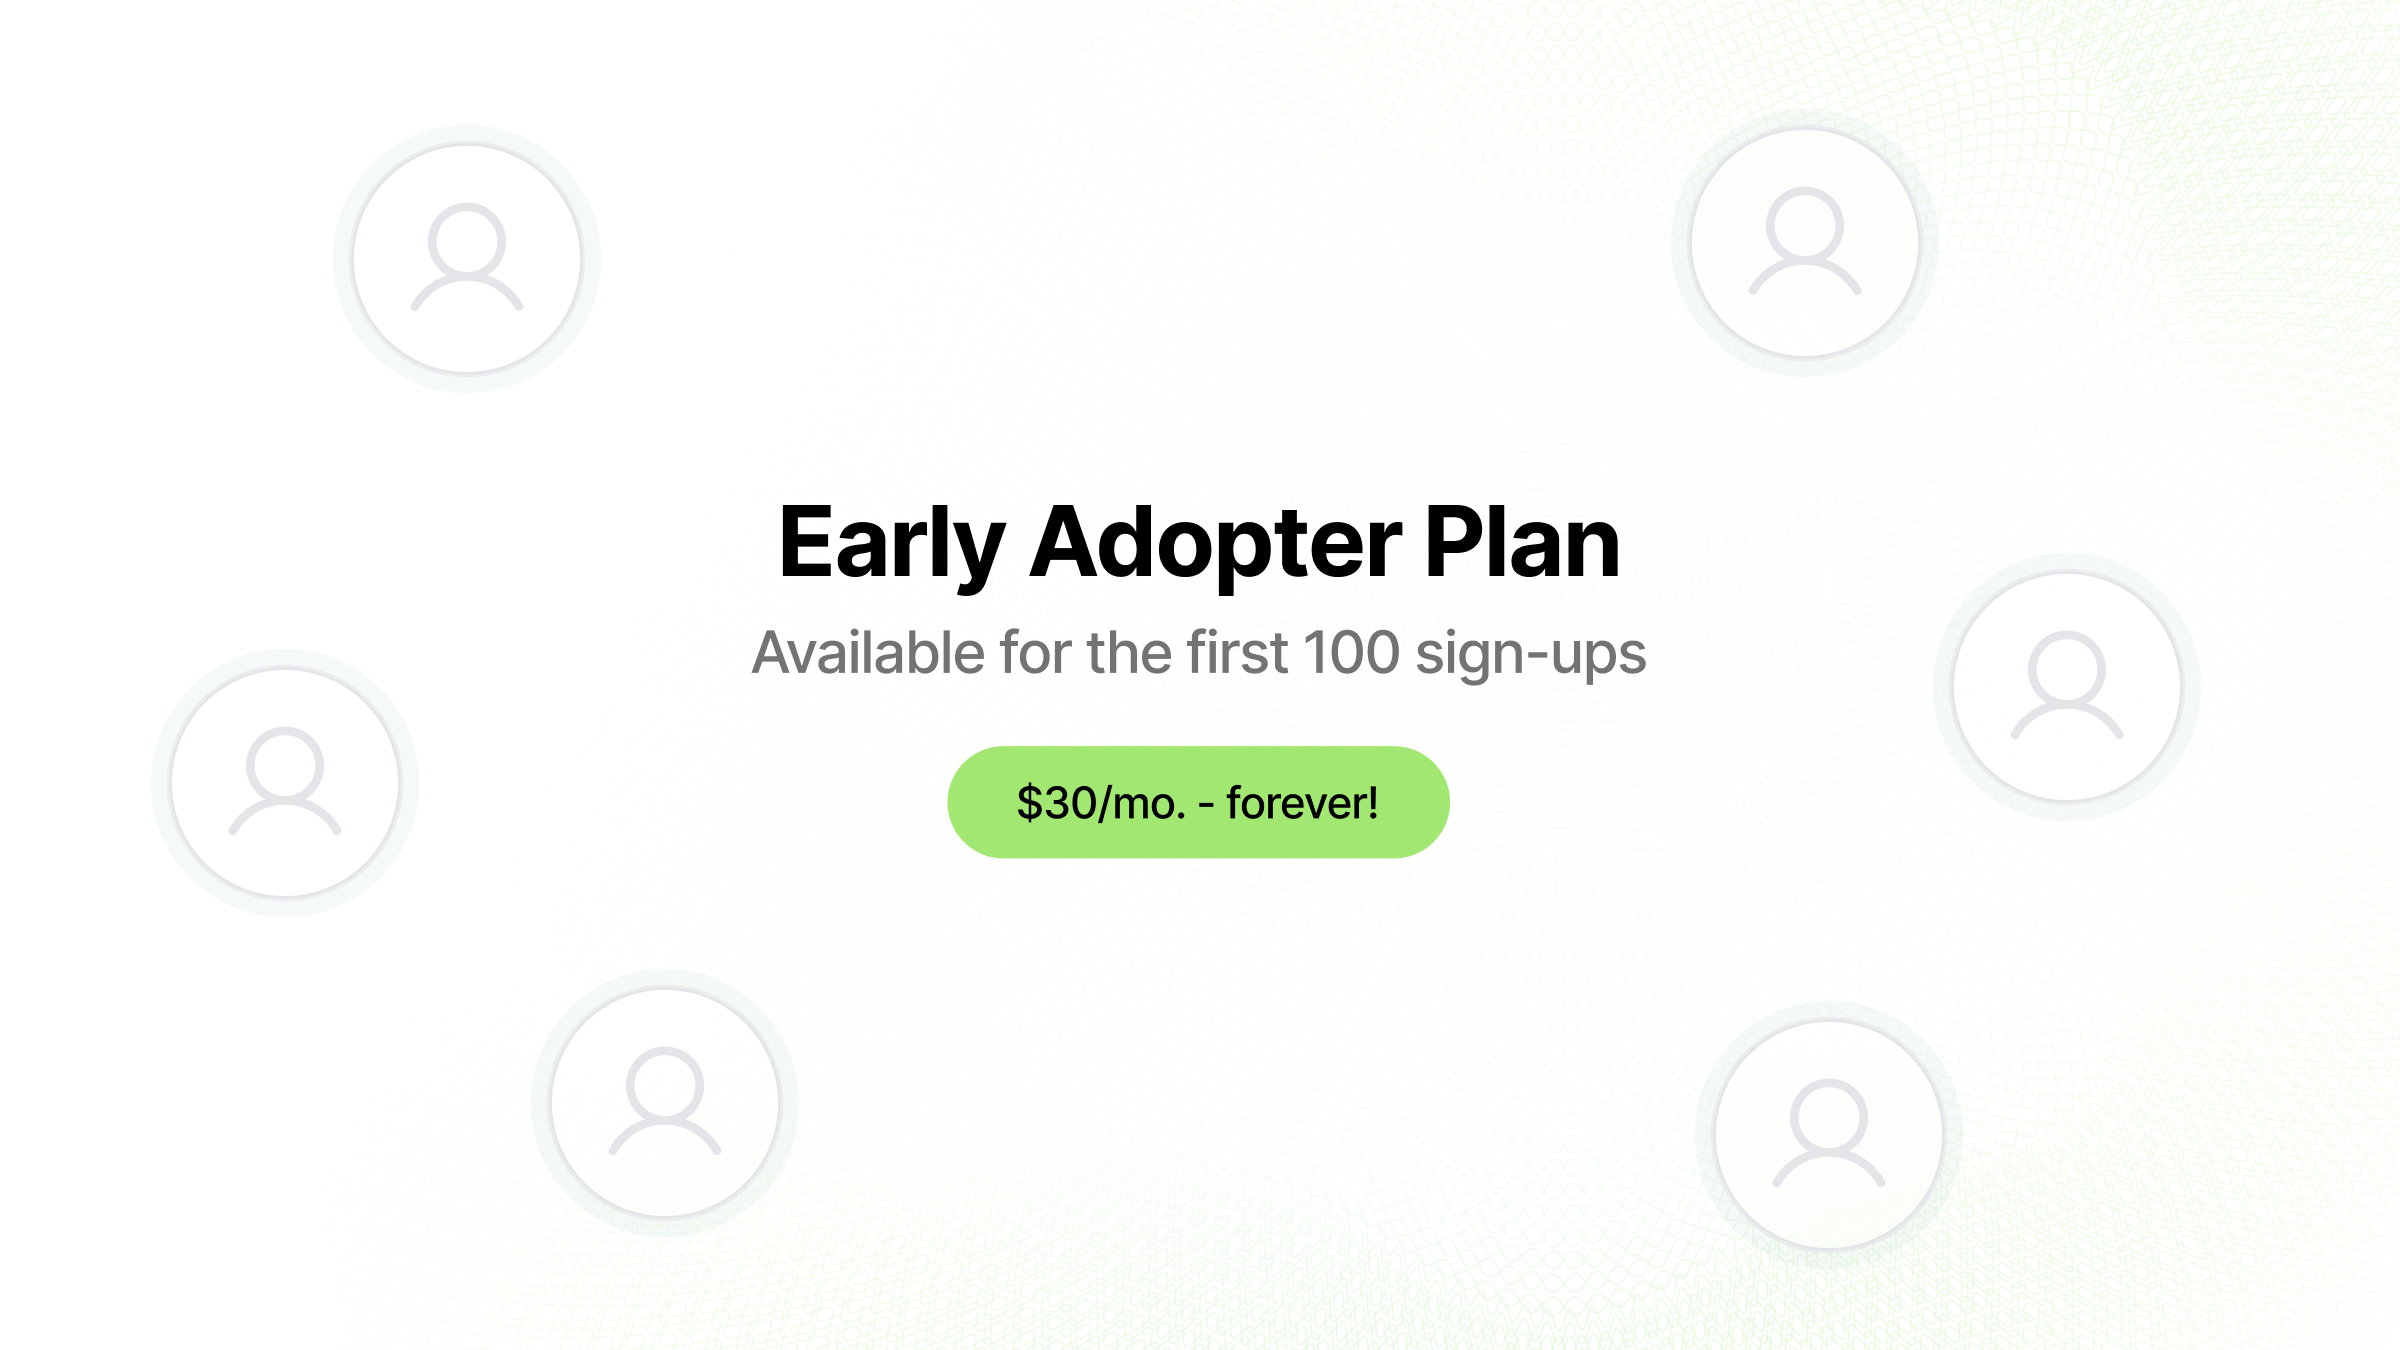 Early Adopter Plan
Available for the first 100 sign-ups
$30/mo. - forever!